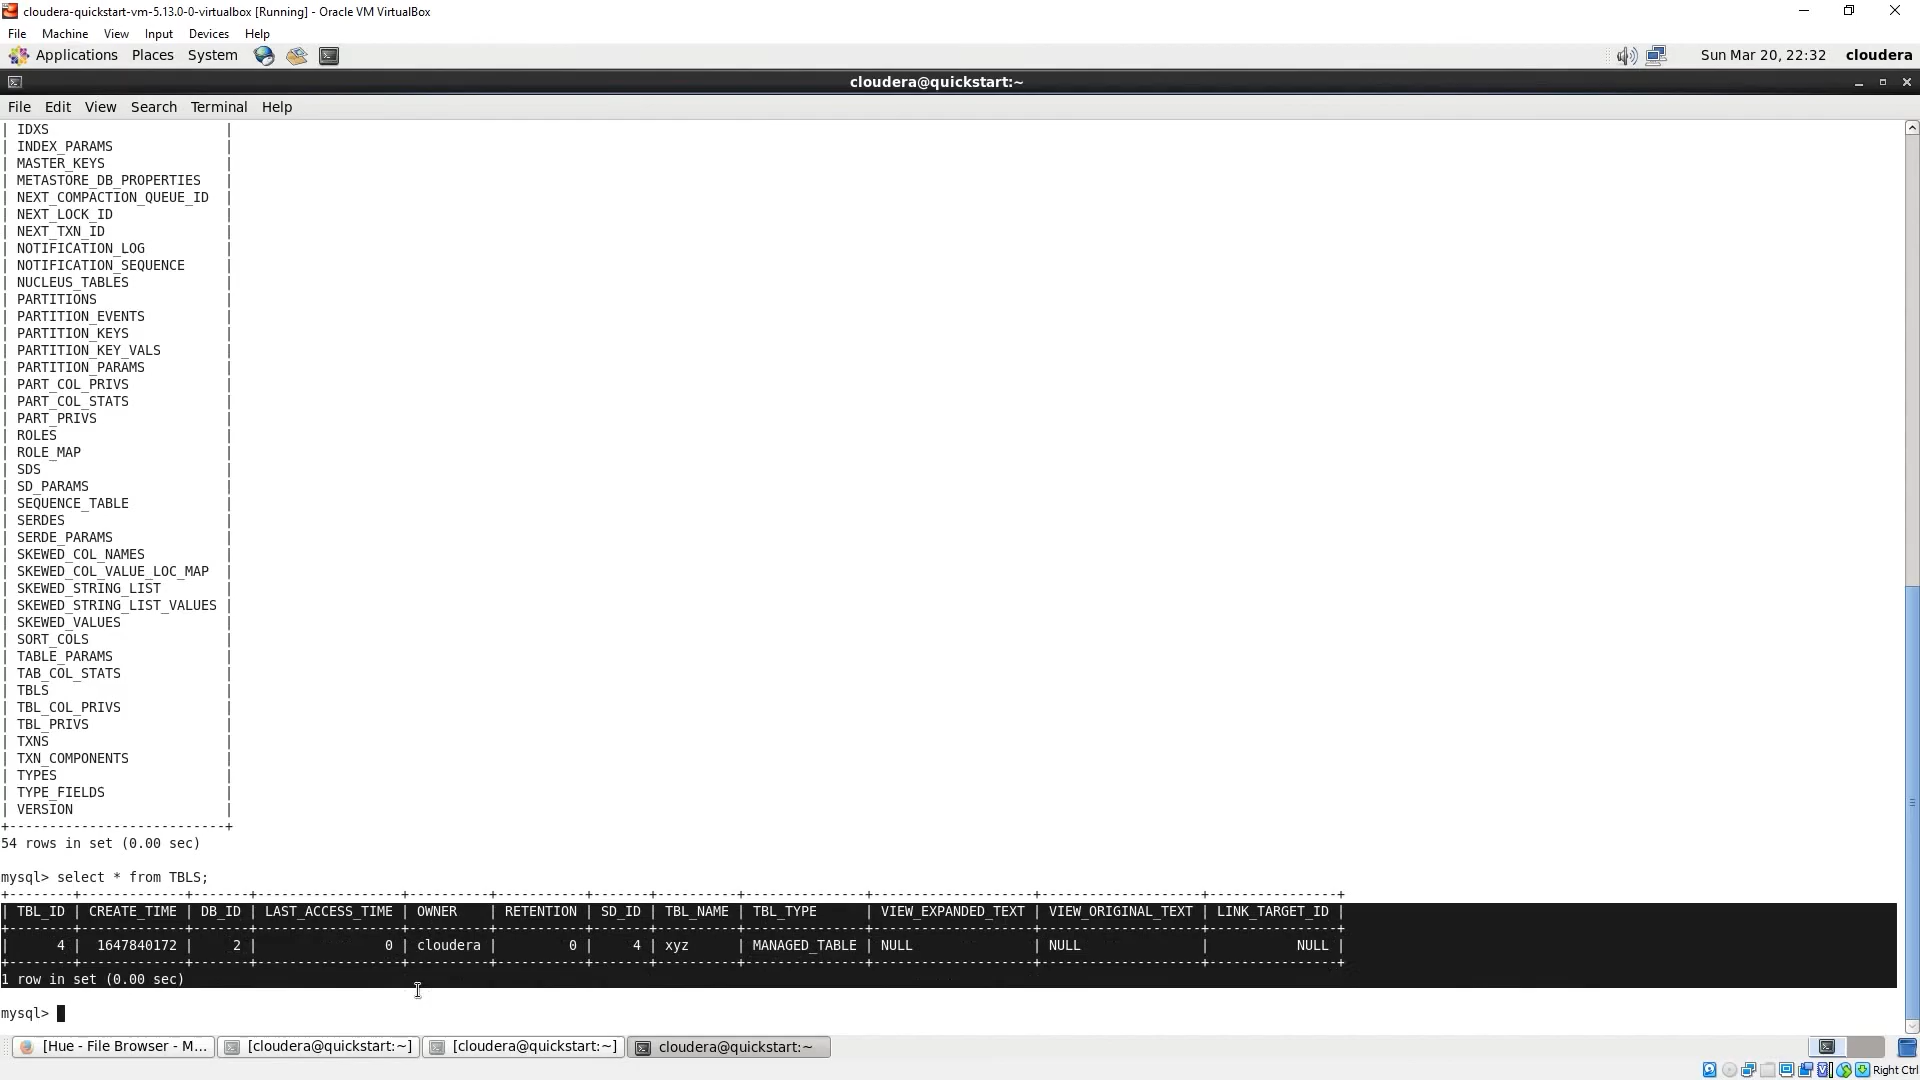 cloudera-quickstart-vm-5.13.0-0-virtualbox [Running] - Oracle VM VirtualBox
File Machine View Input Devices Help
Applications Places System Sun Mar 20, 22:32 cloudera
cloudera@quickstart:~
File Edit View Search Terminal Help
| IDXS |
| INDEX_PARAMS |
| MASTER_KEYS |
| METASTORE_DB_PROPERTIES |
| NEXT_COMPACTION_QUEUE_ID |
| NEXT_LOCK_ID |
| NEXT_TXN_ID |
| NOTIFICATION_LOG |
| NOTIFICATION_SEQUENCE |
| NUCLEUS_TABLES |
| PARTITIONS |
| PARTITION_EVENTS |
| PARTITION_KEYS |
| PARTITION_KEY_VALS |
| PARTITION_PARAMS |
| PART_COL_PRIVS |
| PART_COL_STATS |
| PART_PRIVS |
| ROLES |
| ROLE_MAP |
| SDS |
| SD_PARAMS |
| SEQUENCE_TABLE |
| SERDES |
| SERDE_PARAMS |
| SKEWED_COL_NAMES |
| SKEWED_COL_VALUE_LOC_MAP |
| SKEWED_STRING_LIST |
| SKEWED_STRING_LIST_VALUES |
| SKEWED_VALUES |
| SORT_COLS |
| TABLE_PARAMS |
| TAB_COL_STATS |
| TBLS |
| TBL_COL_PRIVS |
| TBL_PRIVS |
| TXNS |
| TXN_COMPONENTS |
| TYPES |
| TYPE_FIELDS |
| VERSION |
+---------------------------+
54 rows in set (0.00 sec)
mysql> select * from TBLS;
+--------+-------------+-------+------------------+----------+-----------+-------+----------+---------------+--------------------+--------------------+----------------+
| TBL_ID | CREATE_TIME | DB_ID | LAST_ACCESS_TIME | OWNER | RETENTION | SD_ID | TBL_NAME | TBL_TYPE | VIEW_EXPANDED_TEXT | VIEW_ORIGINAL_TEXT | LINK_TARGET_ID |
+--------+-------------+-------+------------------+----------+-----------+-------+----------+---------------+--------------------+--------------------+----------------+
| 4 | 1647840172 | 2 | 0 | cloudera | 0 | 4 | xyz | MANAGED_TABLE | NULL | NULL | NULL |
+--------+-------------+-------+------------------+----------+-----------+-------+----------+---------------+--------------------+--------------------+----------------+
1 row in set (0.00 sec)
mysql>
[Hue - File Browser - M... [cloudera@quickstart:~] [cloudera@quickstart:~] cloudera@quickstart:~
Right Ctrl